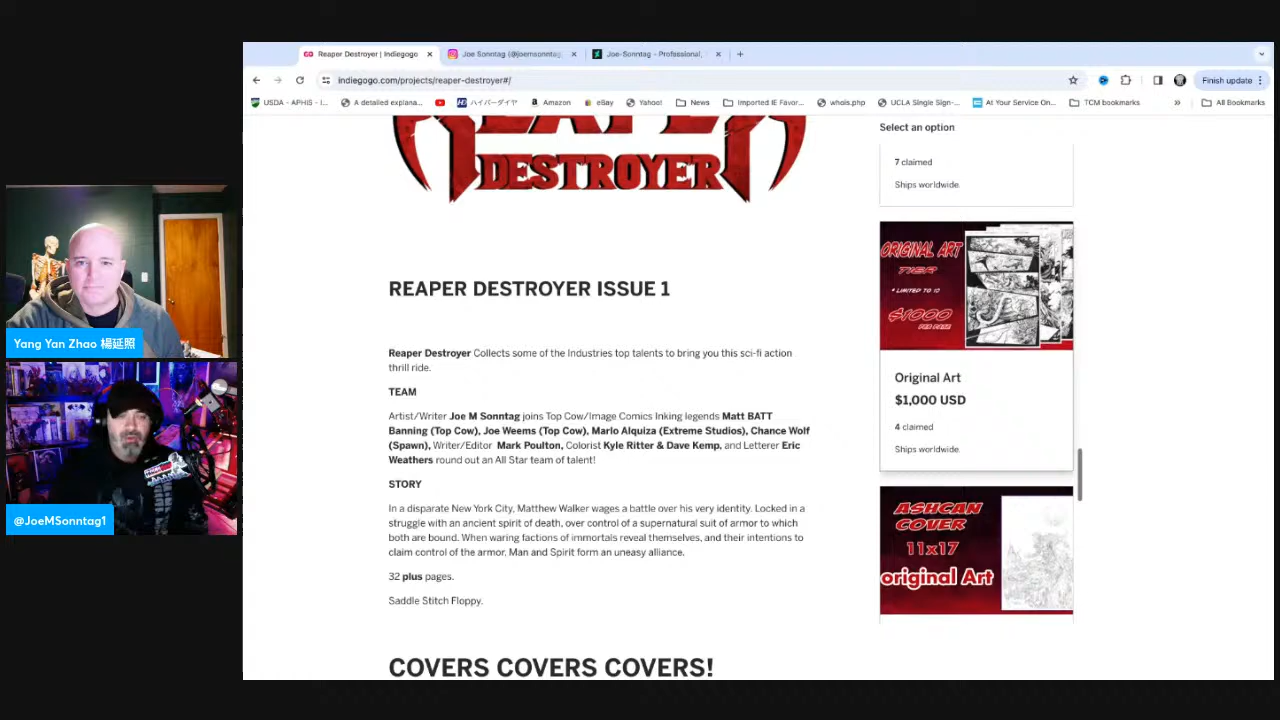 Reaper Destroyer | Indiegogo
Joe Sonntag (@joemsonntag
Joe-Sonntag - Professional,
indiegogo.com/projects/reaper-destroyer#/
Finish update
USDA - APHIS - I...
A detailed explana...
ハイパーダイヤ
Amazon
eBay
Yahoo!
News
Imported IE Favor...
whois.php
UCLA Single Sign-...
At Your Service On...
TCM bookmarks
All Bookmarks
REAPER
DESTROYER
REAPER DESTROYER ISSUE 1
Reaper Destroyer Collects some of the Industries top talents to bring you this sci-fi action
thrill ride.
TEAM
Artist/Writer Joe M Sonntag joins Top Cow/Image Comics Inking legends Matt BATT
Banning (Top Cow), Joe Weems (Top Cow), Marlo Alquiza (Extreme Studios), Chance Wolf
(Spawn), Writer/Editor Mark Poulton, Colorist Kyle Ritter & Dave Kemp, and Letterer Eric
Weathers round out an All Star team of talent!
STORY
In a disparate New York City, Matthew Walker wages a battle over his very identity. Locked in a
struggle with an ancient spirit of death, over control of a supernatural suit of armor to which
both are bound. When waring factions of immortals reveal themselves, and their intentions to
claim control of the armor, Man and Spirit form an uneasy alliance.
32 plus pages.
Saddle Stitch Floppy.
COVERS COVERS COVERS!
Select an option
7 claimed
Ships worldwide.
ORIGINAL ART
TIER
* LIMITED TO 12
$1000
PER PAGE
Original Art
$1,000 USD
4 claimed
Ships worldwide.
ASHCAN
COVER
11x17
original Art
Yang Yan Zhao 楊延照
@JoeMSonntag1